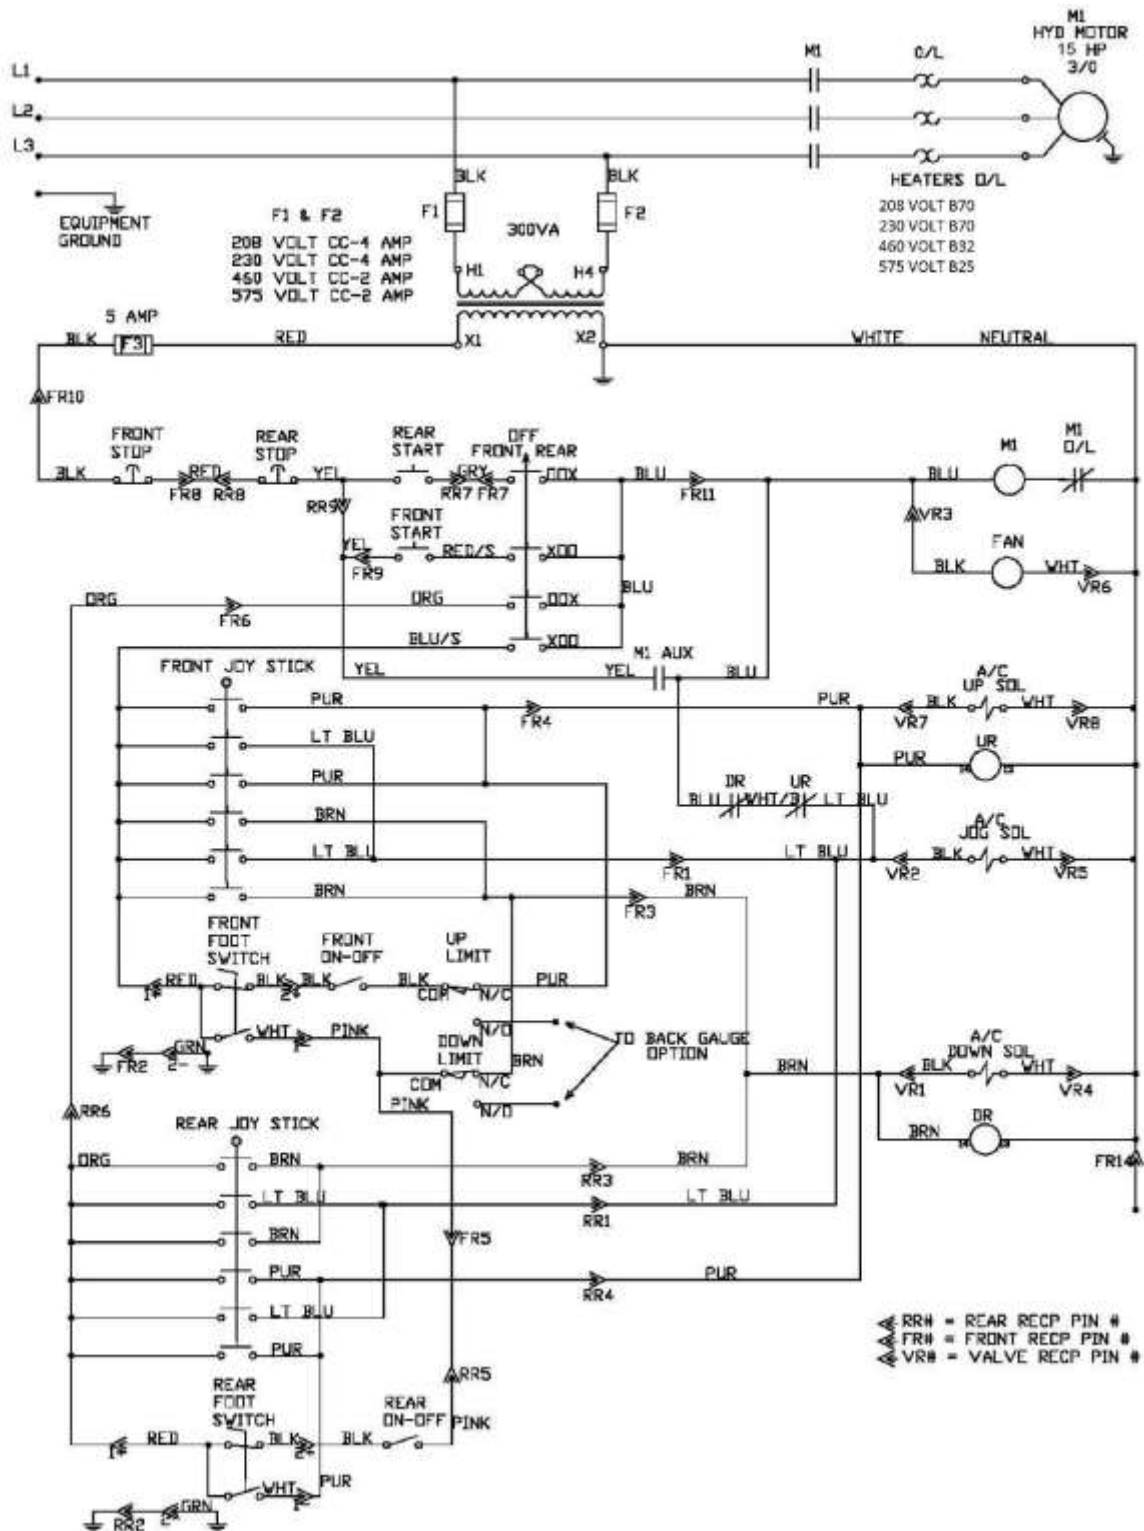 M1
HYD MOTOR
15 HP
3/0
M1
O/L
L1
L2
L3
BLK
BLK
HEATERS O/L
208 VOLT B70
230 VOLT B70
460 VOLT B32
575 VOLT B25
EQUIPMENT
GROUND
F1 & F2
208 VOLT CC-4 AMP
230 VOLT CC-4 AMP
460 VOLT CC-2 AMP
575 VOLT CC-2 AMP
F1
300VA
F2
H1
H4
5 AMP
BLK
F3
RED
X1
X2
WHITE
NEUTRAL
FR10
FRONT
STOP
REAR
STOP
REAR
START
OFF
FRONT
REAR
M1
M1
O/L
BLK
RED
YEL
GRY
OOX
BLU
BLU
FR8
RR8
RR7
FR7
FR11
RR9
FRONT
START
VR3
YEL
RED/S
XOO
FAN
FR9
BLU
BLK
WHT
VR6
ORG
ORG
OOX
FR6
BLU/S
XOO
M1 AUX
FRONT JOY STICK
YEL
YEL
BLU
A/C
UP SOL
PUR
PUR
BLK
WHT
FR4
VR7
VR8
LT BLU
UR
PUR
PUR
DR
UR
BLU
WHT/B
LT BLU
BRN
A/C
JOG SOL
LT BLU
LT BLU
BLK
WHT
FR1
VR2
VR5
BRN
BRN
FR3
FRONT
FOOT
SWITCH
FRONT
ON-OFF
UP
LIMIT
RED
BLK
BLK
BLK
PUR
1*
2*
COM
N/C
WHT
PINK
N/O
TO BACK GAUGE
OPTION
DOWN
LIMIT
BRN
A/C
DOWN SOL
GRN
FR2
2-
COM
N/C
BRN
BLK
WHT
VR1
VR4
PINK
N/O
RR6
REAR JOY STICK
DR
BRN
ORG
BRN
BRN
FR14
RR3
LT BLU
LT BLU
RR1
BRN
FR5
PUR
PUR
RR4
LT BLU
PUR
RR# = REAR RECP PIN #
FR# = FRONT RECP PIN #
VR# = VALVE RECP PIN #
RR5
REAR
FOOT
SWITCH
REAR
ON-OFF
PINK
RED
BLK
BLK
1*
2*
WHT
PUR
GRN
RR2